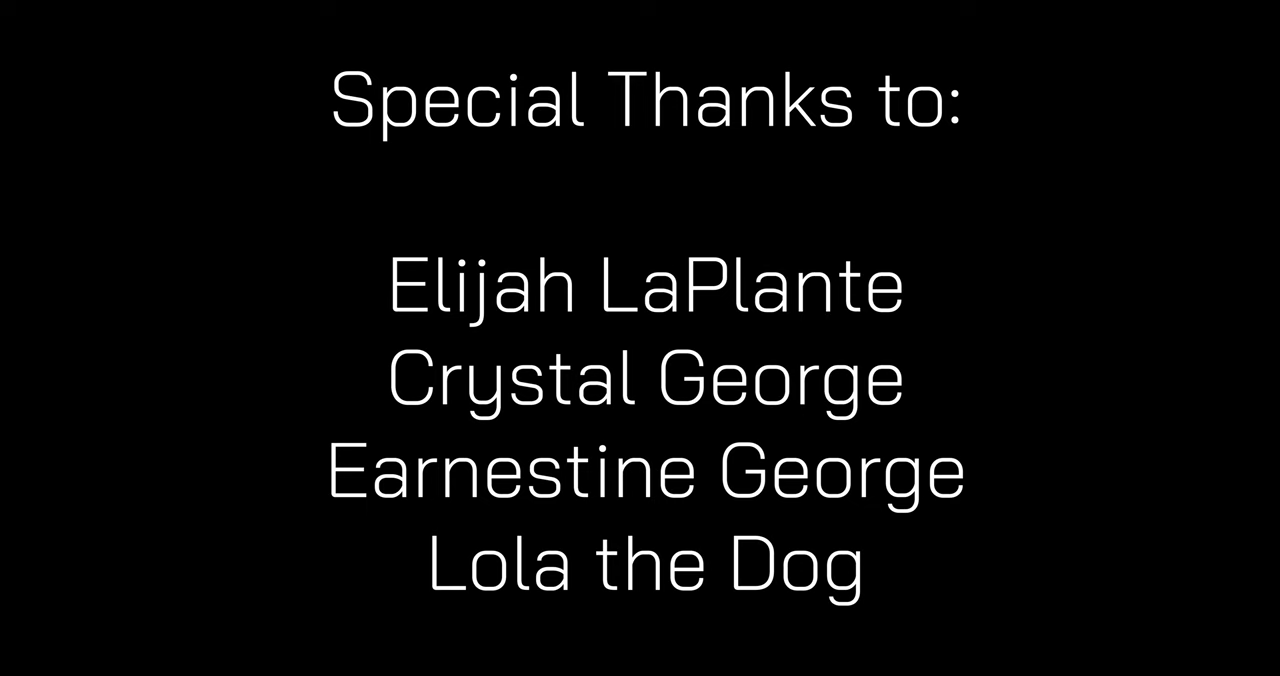 Special Thanks to:
Elijah LaPlante
Crystal George
Earnestine George
Lola the Dog